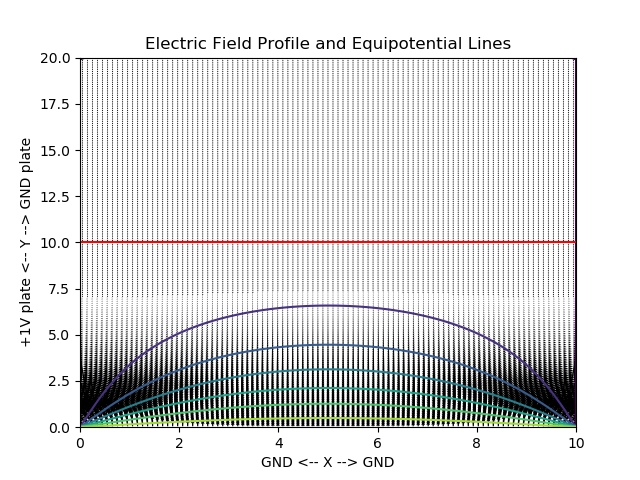 Electric Field Profile and Equipotential Lines
20.0
17.5
15.0
12.5
10.0
7.5
5.0
2.5
0.0
+1V plate <-- Y --> GND plate
0 2 4 6 8 10
GND <-- X --> GND